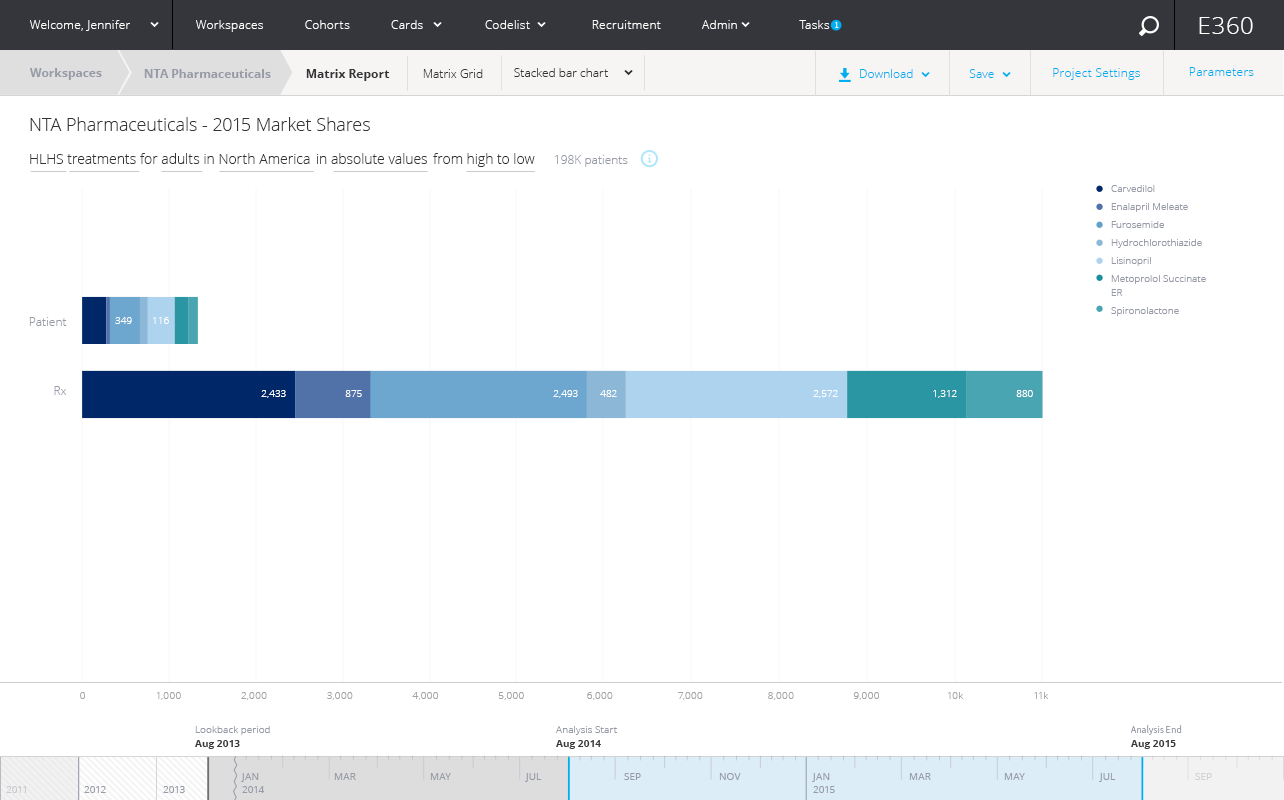 Welcome, Jennifer Workspaces Cohorts Cards Codelist Recruitment Admin Tasks 1 E360
Workspaces NTA Pharmaceuticals Matrix Report Matrix Grid Stacked bar chart Download Save Project Settings Parameters
NTA Pharmaceuticals - 2015 Market Shares
HLHS treatments for adults in North America in absolute values from high to low 198K patients i
Carvedilol
Enalapril Meleate
Furosemide
Hydrochlorothiazide
Lisinopril
Metoprolol Succinate
ER
Spironolactone
Patient 349 116
Rx 2,433 875 2,493 482 2,572 1,312 880
0 1,000 2,000 3,000 4,000 5,000 6,000 7,000 8,000 9,000 10k 11k
Lookback period Analysis Start Analysis End
Aug 2013 Aug 2014 Aug 2015
JAN MAR MAY JUL SEP NOV JAN MAR MAY JUL SEP
2011 2012 2013 2014 2015